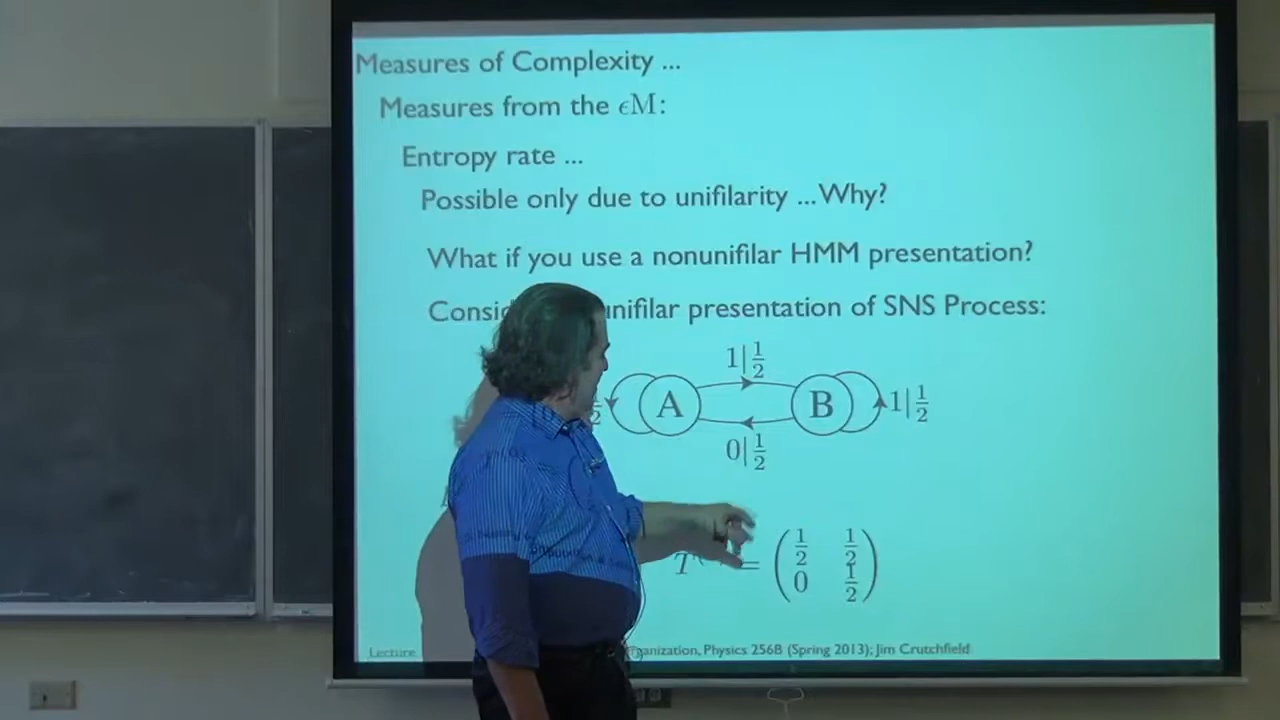 Measures of Complexity ...
Measures from the ϵM:
Entropy rate ...
Possible only due to unifilarity ... Why?
What if you use a nonunifilar HMM presentation?
presentation of SNS Process:
1|1/2
A B 1|1/2
0|1/2
T = ( 1/2 1/2
0 1/2 )
Lecture Physics 256B (Spring 2013); Jim Crutchfield